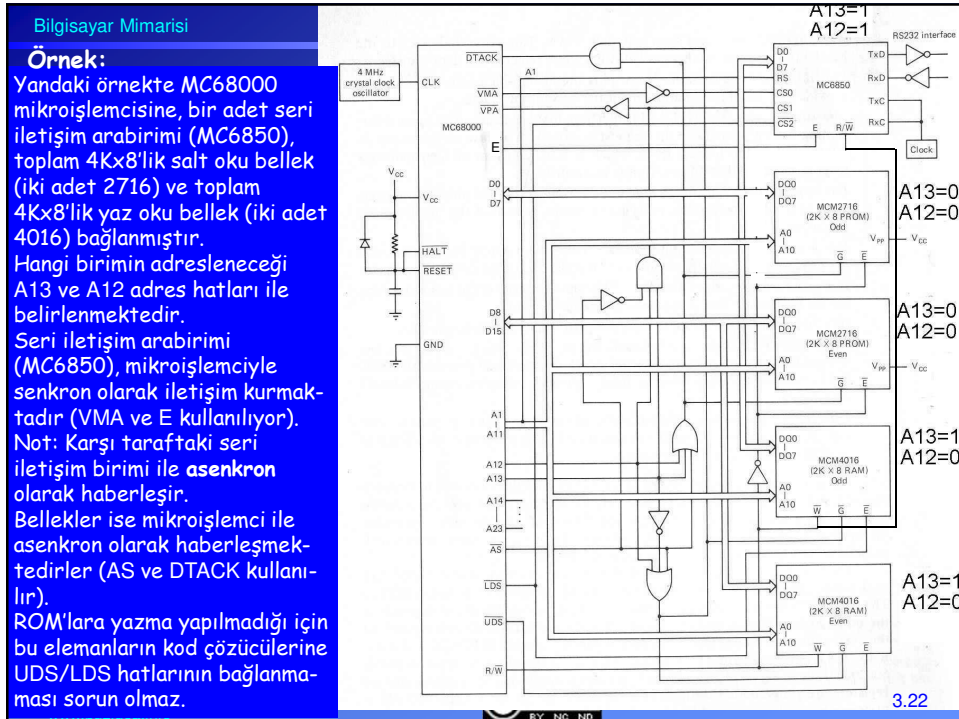 Bilgisayar Mimarisi
Örnek:
Yandaki örnekte MC68000
mikroişlemcisine, bir adet seri
iletişim arabirimi (MC6850),
toplam 4Kx8'lik salt oku bellek
(iki adet 2716) ve toplam
4Kx8'lik yaz oku bellek (iki adet
4016) bağlanmıştır.
Hangi birimin adresleneceği
A13 ve A12 adres hatları ile
belirlenmektedir.
Seri iletişim arabirimi
(MC6850), mikroişlemciyle
senkron olarak iletişim kurmak-
tadır (VMA ve E kullanılıyor).
Not: Karşı taraftaki seri
iletişim birimi ile asenkron
olarak haberleşir.
Bellekler ise mikroişlemci ile
asenkron olarak haberleşmek-
tedirler (AS ve DTACK kullanı-
lır).
ROM'lara yazma yapılmadığı için
bu elemanların kod çözücülerine
UDS/LDS hatlarının bağlanma-
ması sorun olmaz.
4 MHz
crystal clock
oscillator
VCC
CLK
MC68000
VCC
HALT
RESET
GND
DTACK
VMA
VPA
E
D0
D7
D8
D15
A1
A11
A12
A13
A14
A23
AS
LDS
UDS
R/W
A1
A13=1
A12=1
RS232 interface
D0
D7
RS
CS0
CS1
CS2
MC6850
E
R/W
TxD
RxD
TxC
RxC
Clock
DQ0
DQ7
MCM2716
(2K × 8 PROM)
Odd
A0
A10
G
E
VPP
VCC
A13=0
A12=0
DQ0
DQ7
MCM2716
(2K × 8 PROM)
Even
A0
A10
G
E
VPP
VCC
A13=0
A12=0
DQ0
DQ7
MCM4016
(2K × 8 RAM)
Odd
A0
A10
W
G
E
A13=1
A12=0
DQ0
DQ7
MCM4016
(2K × 8 RAM)
Even
A0
A10
W
G
E
A13=1
A12=0
3.22
BY NC ND